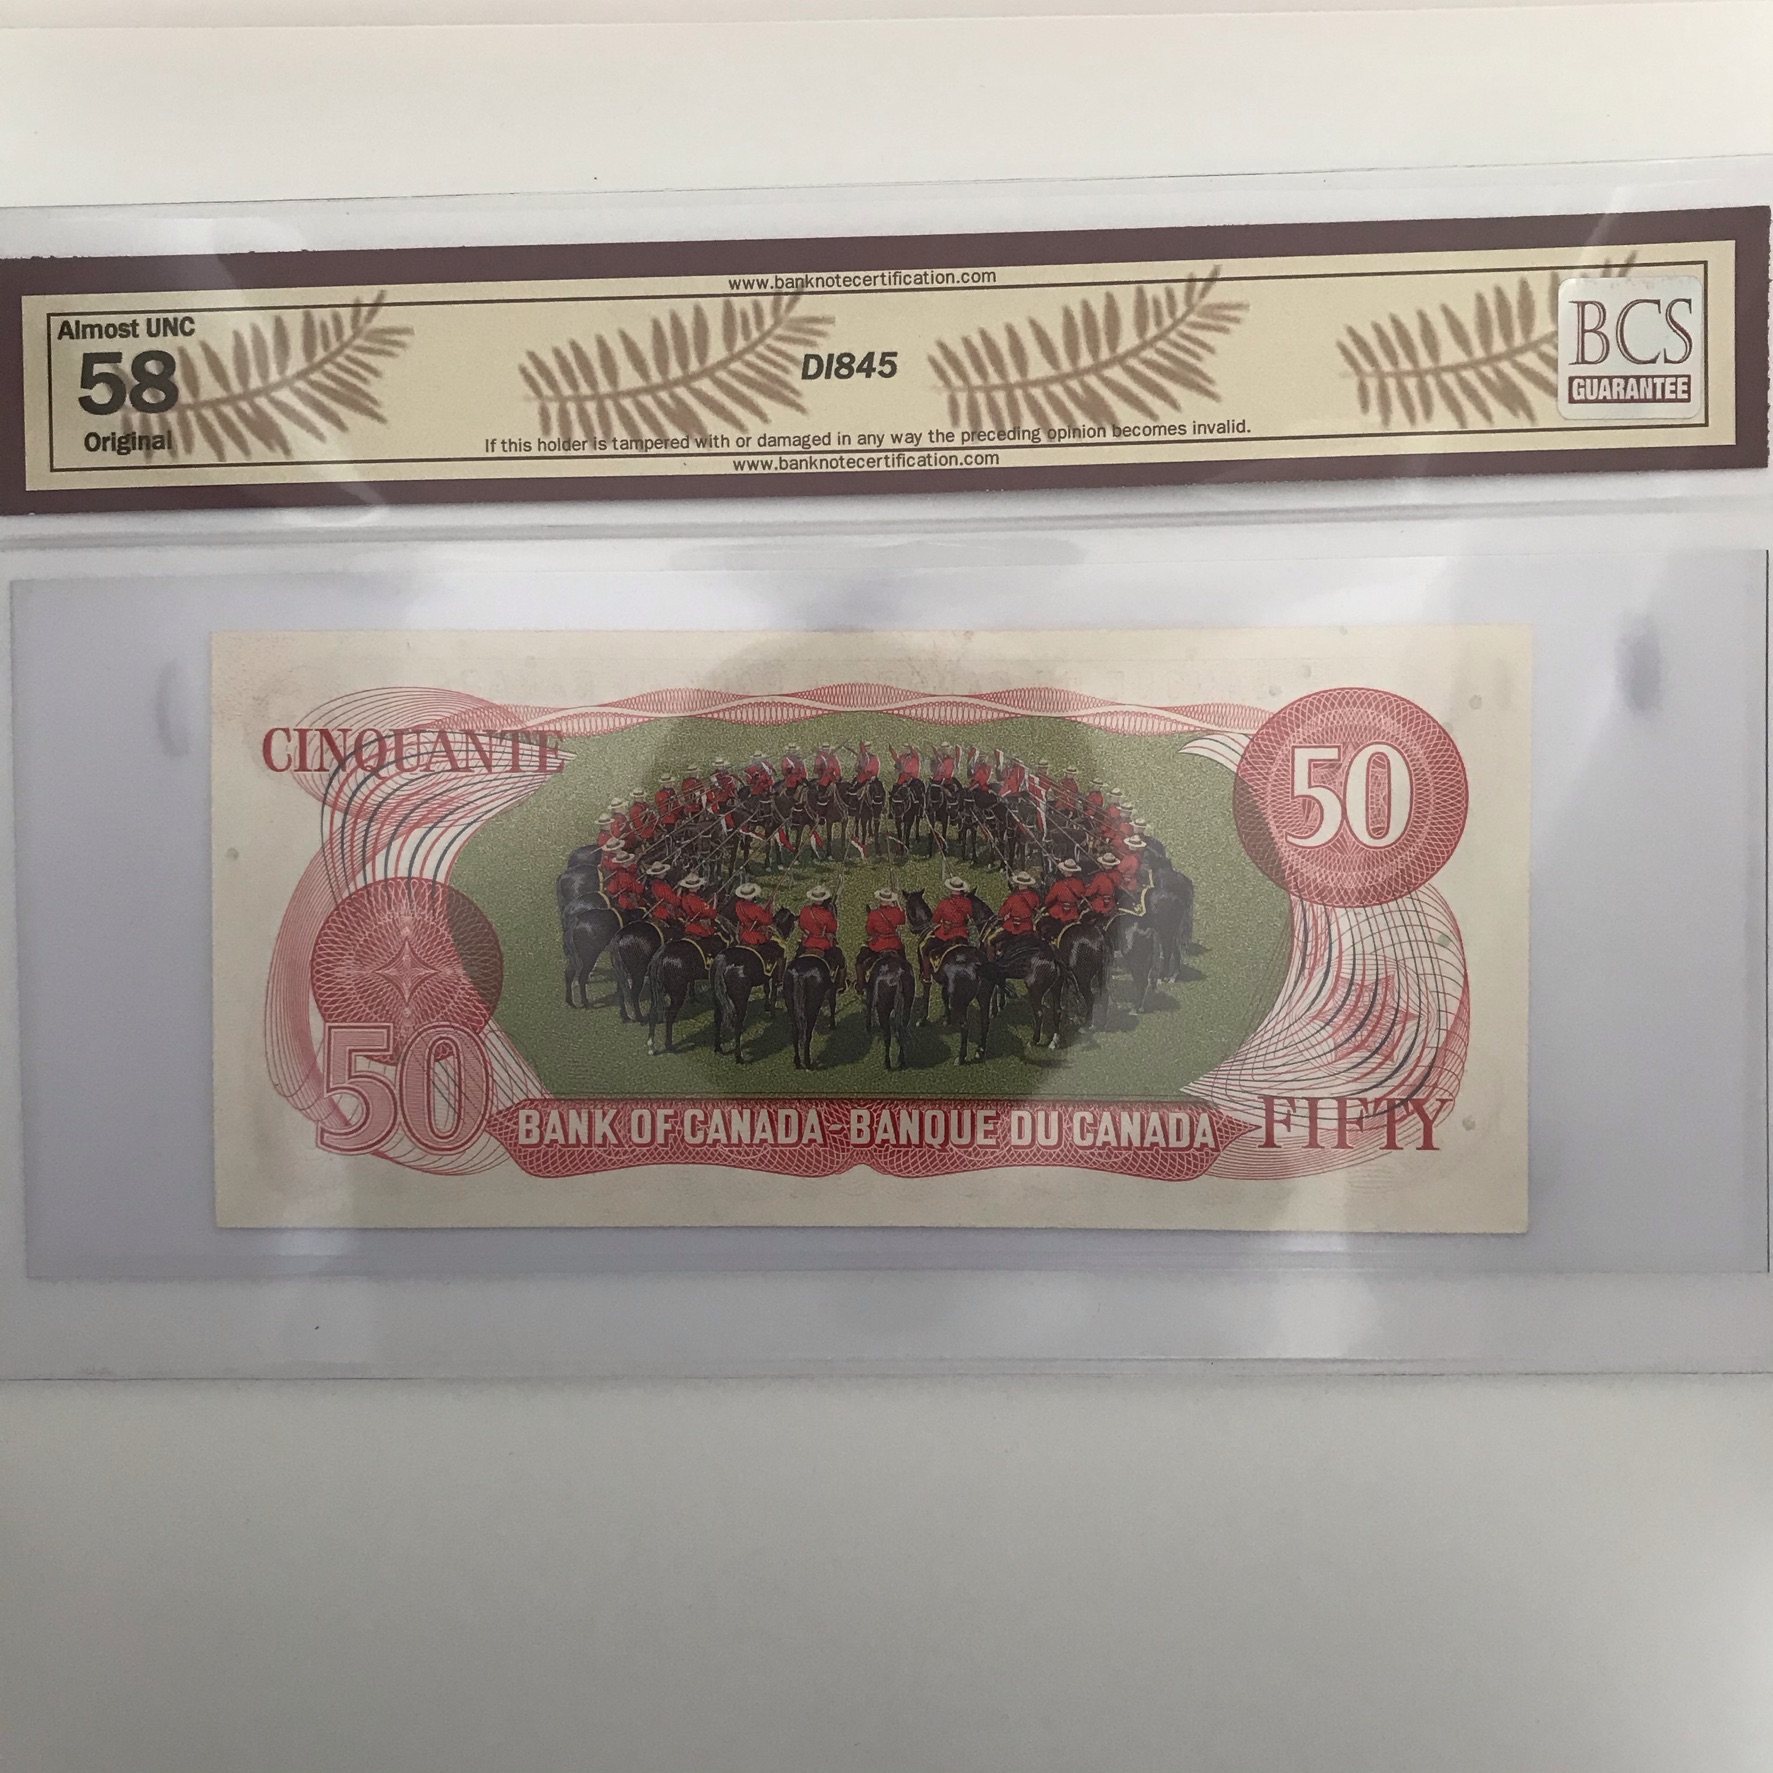 www.banknotecertification.com
Almost UNC
58
Original
DI845
BCS
GUARANTEE
If this holder is tampered with or damaged in any way the preceding opinion becomes invalid.
www.banknotecertification.com
CINQUANTE
50
50
BANK OF CANADA-BANQUE DU CANADA
FIFTY